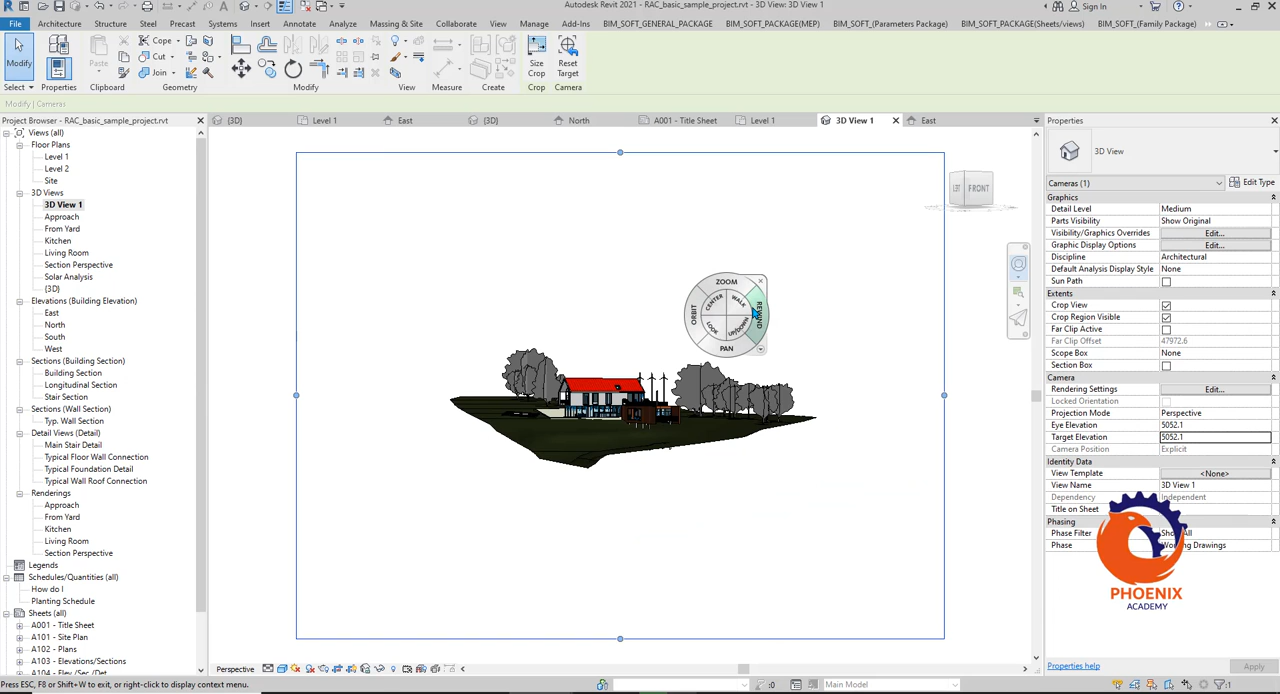 Autodesk Revit 2021 - RAC_basic_sample_project.rvt - 3D View: 3D View 1
Sign In
File Architecture Structure Steel Precast Systems Insert Annotate Analyze Massing & Site Collaborate View Manage Add-Ins BIM_SOFT_GENERAL_PACKAGE BIM_SOFT_PACKAGE(MEP) BIM_SOFT_(Parameters Package) BIM_SOFT_PACKAGE(Sheets/views) BIM_SOFT_(Family Package)
Modify
Paste
Cope
Cut
Join
Size Crop
Reset Target
Select Properties Clipboard Geometry Modify View Measure Create Crop Camera
Modify | Cameras
Project Browser - RAC_basic_sample_project.rvt
{3D} Level 1 East {3D} North A001 - Title Sheet Level 1 3D View 1 East
Properties
Views (all)
Floor Plans
Level 1
Level 2
Site
3D Views
3D View 1
Approach
From Yard
Kitchen
Living Room
Section Perspective
Solar Analysis
Elevations (Building Elevation)
East
North
South
West
Sections (Building Section)
Building Section
Longitudinal Section
Stair Section
Sections (Wall Section)
Typ. Wall Section
Detail Views (Detail)
Main Stair Detail
Typical Floor Wall Connection
Typical Foundation Detail
Typical Wall Roof Connection
Renderings
Approach
From Yard
Kitchen
Living Room
Section Perspective
Legends
Schedules/Quantities (all)
How do I
Planting Schedule
Sheets (all)
A001 - Title Sheet
A101 - Site Plan
A102 - Plans
A103 - Elevations/Sections
A104 - Elev./Sec./Det.
FRONT
ZOOM
CENTER
WALK
ORBIT
REWIND
LOOK
UP/DOWN
PAN
3D View
Cameras (1)
Edit Type
Graphics
Detail Level Medium
Parts Visibility Show Original
Visibility/Graphics Overrides Edit...
Graphic Display Options Edit...
Discipline Architectural
Default Analysis Display Style None
Sun Path
Extents
Crop View
Crop Region Visible
Far Clip Active
Far Clip Offset 47972.6
Scope Box None
Section Box
Camera
Rendering Settings Edit...
Locked Orientation
Projection Mode Perspective
Eye Elevation 5052.1
Target Elevation 5052.1
Camera Position Explicit
Identity Data
View Template <None>
View Name 3D View 1
Dependency Independent
Title on Sheet
Phasing
Phase Filter Show All
Phase Working Drawings
PHOENIX
ACADEMY
Properties help
Apply
Perspective
Press ESC, F8 or Shift+W to exit, or right-click to display context menu.
:0
Main Model
:1